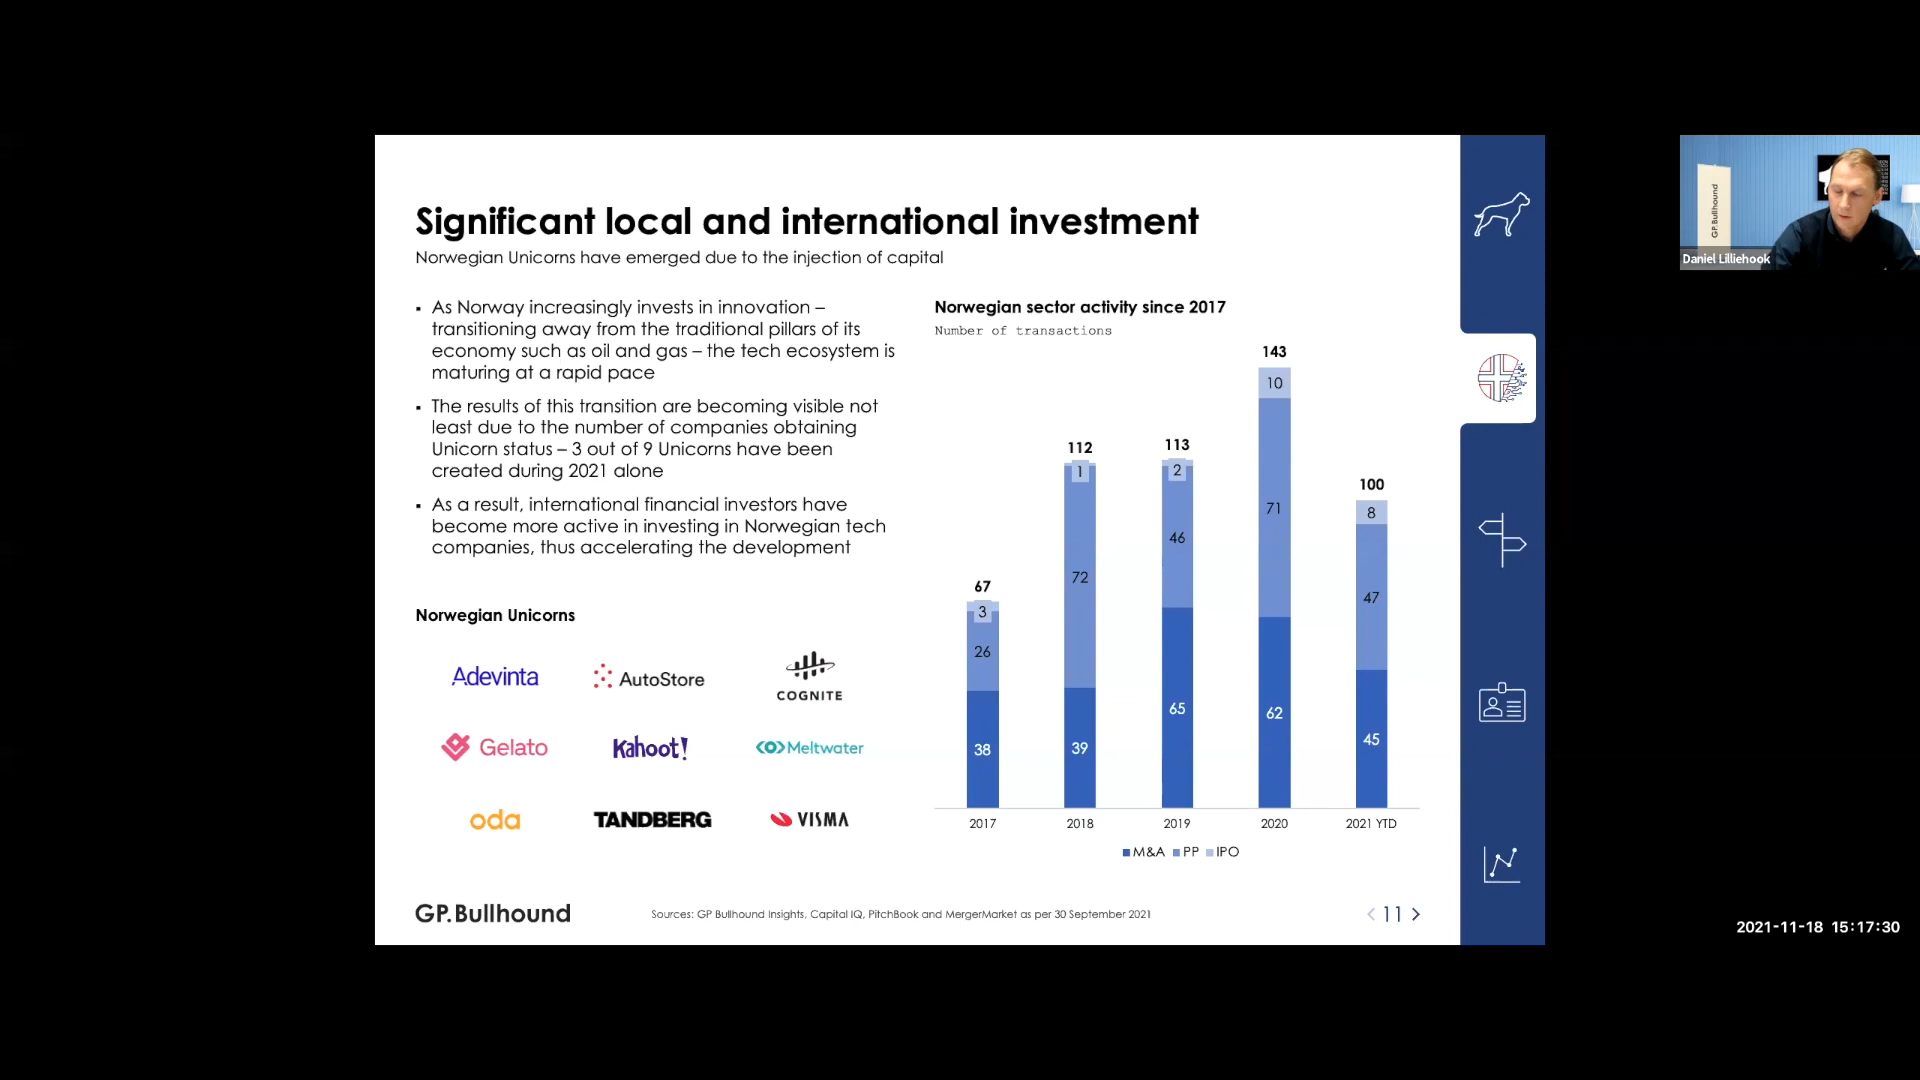 Significant local and international investment
Norwegian Unicorns have emerged due to the injection of capital
▪ As Norway increasingly invests in innovation –
transitioning away from the traditional pillars of its
economy such as oil and gas – the tech ecosystem is
maturing at a rapid pace
▪ The results of this transition are becoming visible not
least due to the number of companies obtaining
Unicorn status – 3 out of 9 Unicorns have been
created during 2021 alone
▪ As a result, international financial investors have
become more active in investing in Norwegian tech
companies, thus accelerating the development
Norwegian Unicorns
Adevinta AutoStore COGNITE
Gelato Kahoot! Meltwater
oda TANDBERG VISMA
Norwegian sector activity since 2017
Number of transactions
67 112 113 143 100
3 1 2 10 8
26 72 46 71 47
38 39 65 62 45
2017 2018 2019 2020 2021 YTD
M&A PP IPO
GP.Bullhound
Sources: GP Bullhound Insights, Capital IQ, PitchBook and MergerMarket as per 30 September 2021
< 11 >
GP.Bullhound
Daniel Lilliehook
2021-11-18 15:17:30